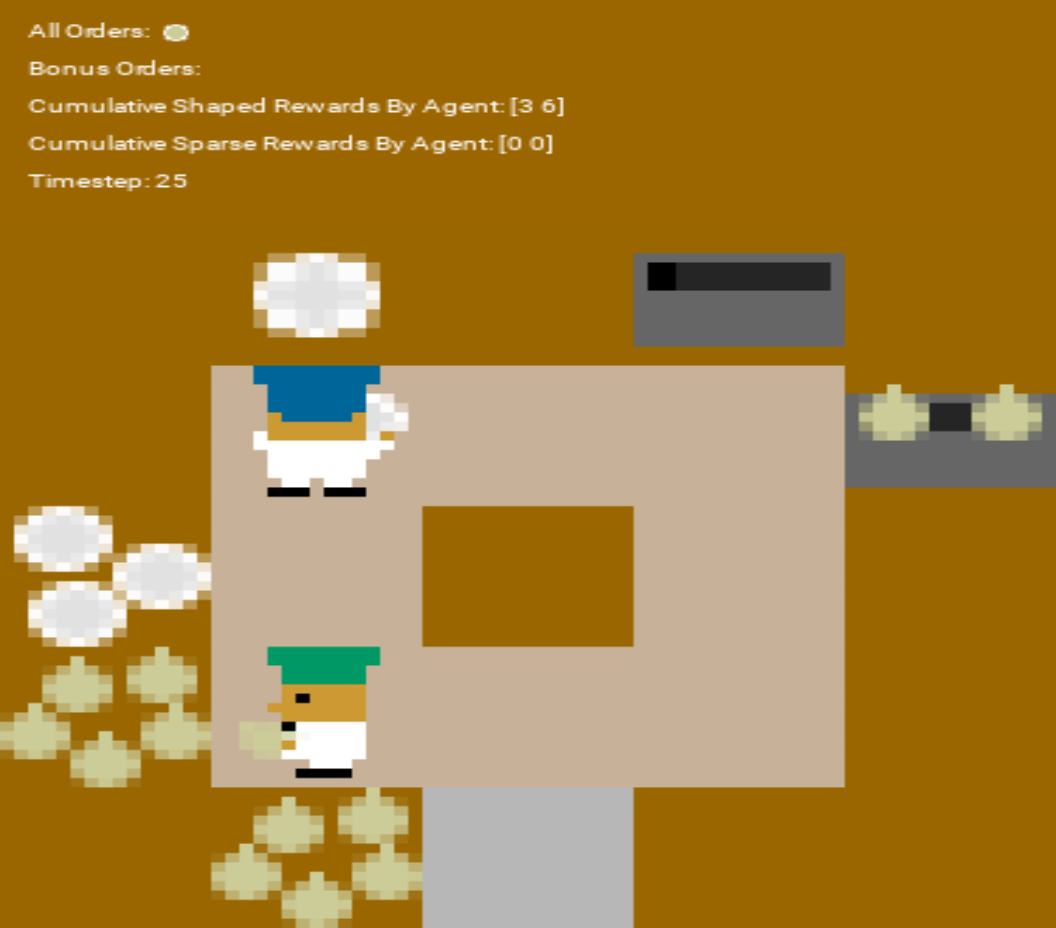 All Orders:
Bonus Orders:
Cumulative Shaped Rewards By Agent: [3 6]
Cumulative Sparse Rewards By Agent: [0 0]
Timestep: 25